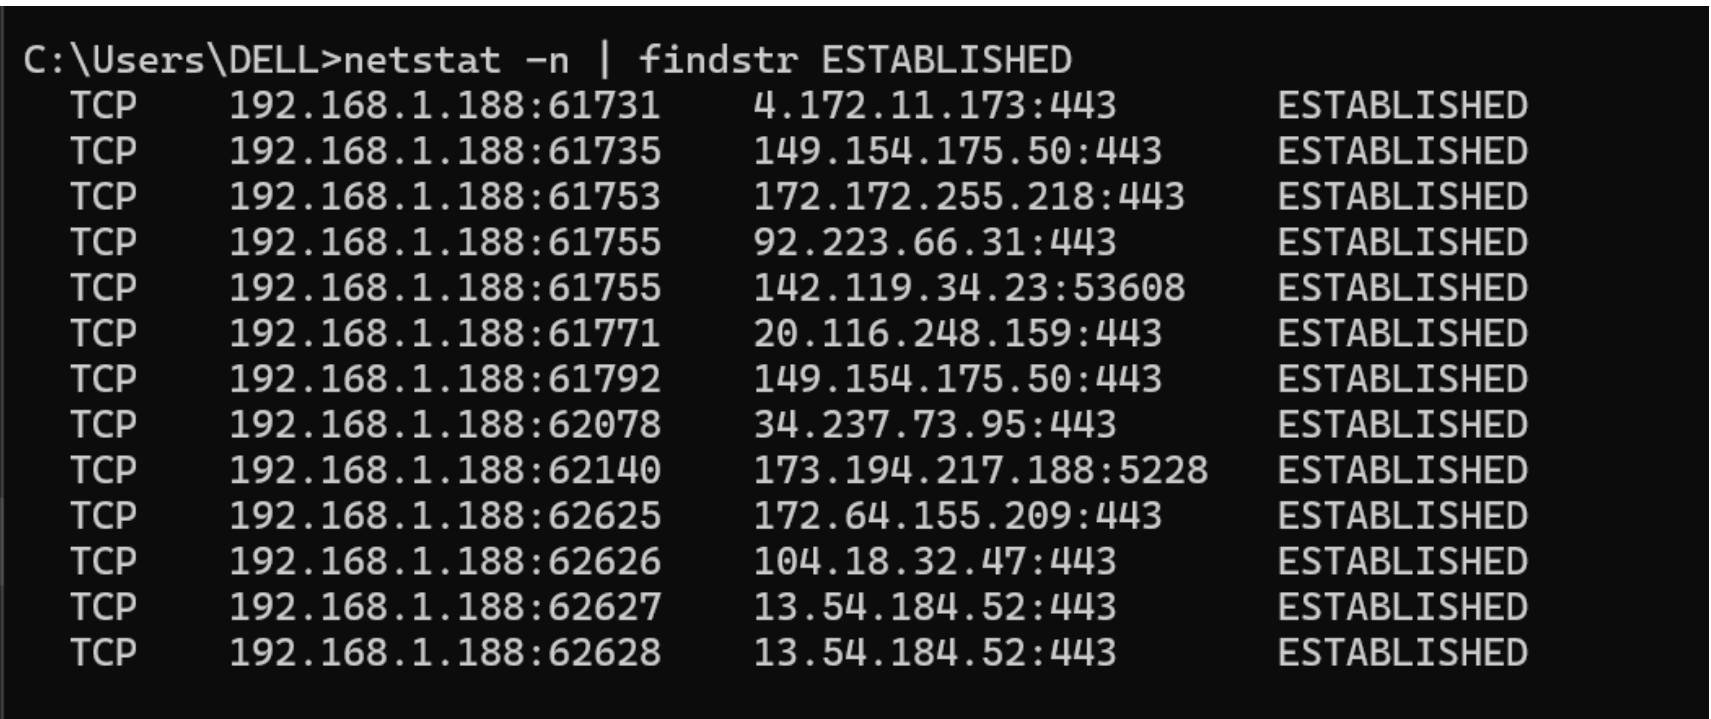 C:\Users\DELL>netstat -n | findstr ESTABLISHED
TCP 192.168.1.188:61731 4.172.11.173:443 ESTABLISHED
TCP 192.168.1.188:61735 149.154.175.50:443 ESTABLISHED
TCP 192.168.1.188:61753 172.172.255.218:443 ESTABLISHED
TCP 192.168.1.188:61755 92.223.66.31:443 ESTABLISHED
TCP 192.168.1.188:61755 142.119.34.23:53608 ESTABLISHED
TCP 192.168.1.188:61771 20.116.248.159:443 ESTABLISHED
TCP 192.168.1.188:61792 149.154.175.50:443 ESTABLISHED
TCP 192.168.1.188:62078 34.237.73.95:443 ESTABLISHED
TCP 192.168.1.188:62140 173.194.217.188:5228 ESTABLISHED
TCP 192.168.1.188:62625 172.64.155.209:443 ESTABLISHED
TCP 192.168.1.188:62626 104.18.32.47:443 ESTABLISHED
TCP 192.168.1.188:62627 13.54.184.52:443 ESTABLISHED
TCP 192.168.1.188:62628 13.54.184.52:443 ESTABLISHED